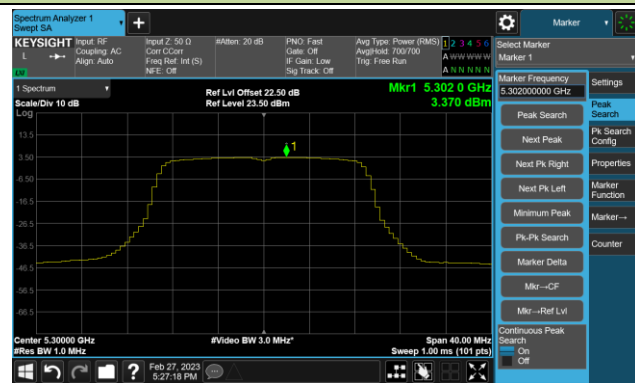 Spectrum Analyzer 1
Swept SA
Marker
KEYSIGHT
L
LV
Input: RF
Coupling: AC
Align: Auto
Input Z: 50 Ω
Corr CCorr
Freq Ref: Int (S)
NFE: Off
#Atten: 20 dB
PNO: Fast
Gate: Off
IF Gain: Low
Sig Track: Off
Avg Type: Power (RMS)
Avg|Hold: 700/700
Trig: Free Run
1 2 3 4 5 6
A W W W W W
A N N N N N
Select Marker
Marker 1
1 Spectrum
Scale/Div 10 dB
Log
Ref Lvl Offset 22.50 dB
Ref Level 23.50 dBm
Mkr1 5.302 0 GHz
3.370 dBm
13.5
3.50
-6.50
-16.5
-26.5
-36.5
-46.5
-56.5
-66.5
1
Center 5.30000 GHz
#Res BW 1.0 MHz
#Video BW 3.0 MHz*
Span 40.00 MHz
Sweep 1.00 ms (101 pts)
Marker Frequency
5.302000000 GHz
Peak Search
Next Peak
Next Pk Right
Next Pk Left
Minimum Peak
Pk-Pk Search
Marker Delta
Mkr→CF
Mkr→Ref Lvl
Continuous Peak
Search
On
Off
Settings
Peak
Search
Pk Search
Config
Properties
Marker
Function
Marker→
Counter
?
Feb 27, 2023
5:27:18 PM